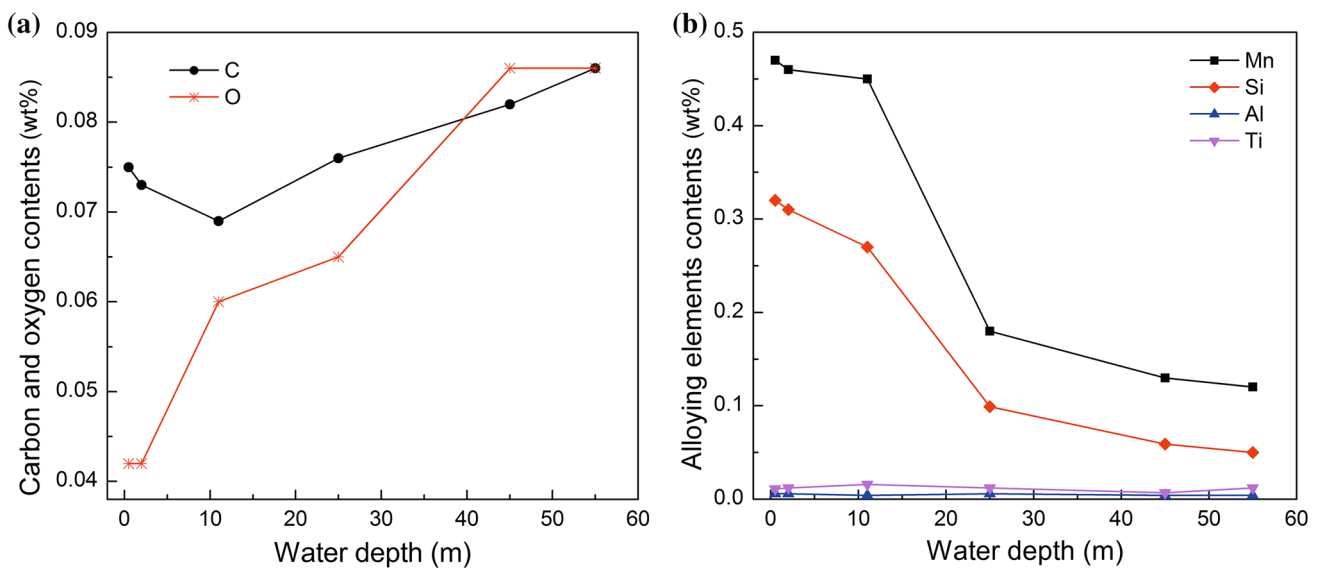 (a)
Carbon and oxygen contents (wt%)
0.09
0.08
0.07
0.06
0.05
0.04
C
O
0 10 20 30 40 50 60
Water depth (m)
(b)
Alloying elements contents (wt%)
0.5
0.4
0.3
0.2
0.1
0.0
Mn
Si
Al
Ti
0 10 20 30 40 50 60
Water depth (m)